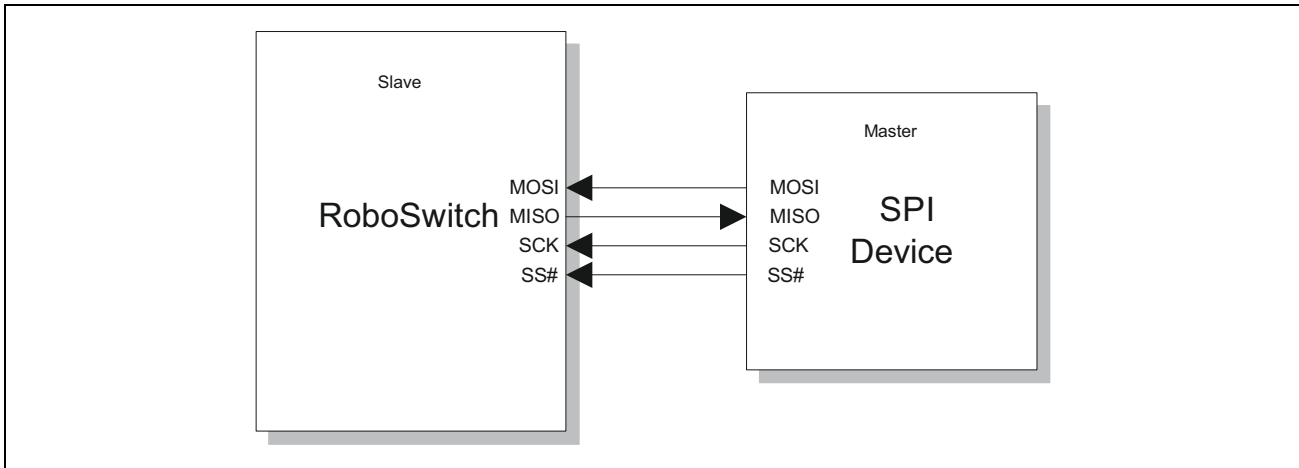 Slave
RoboSwitch
MOSI
MISO
SCK
SS#
Master
MOSI
MISO
SCK
SS#
SPI
Device